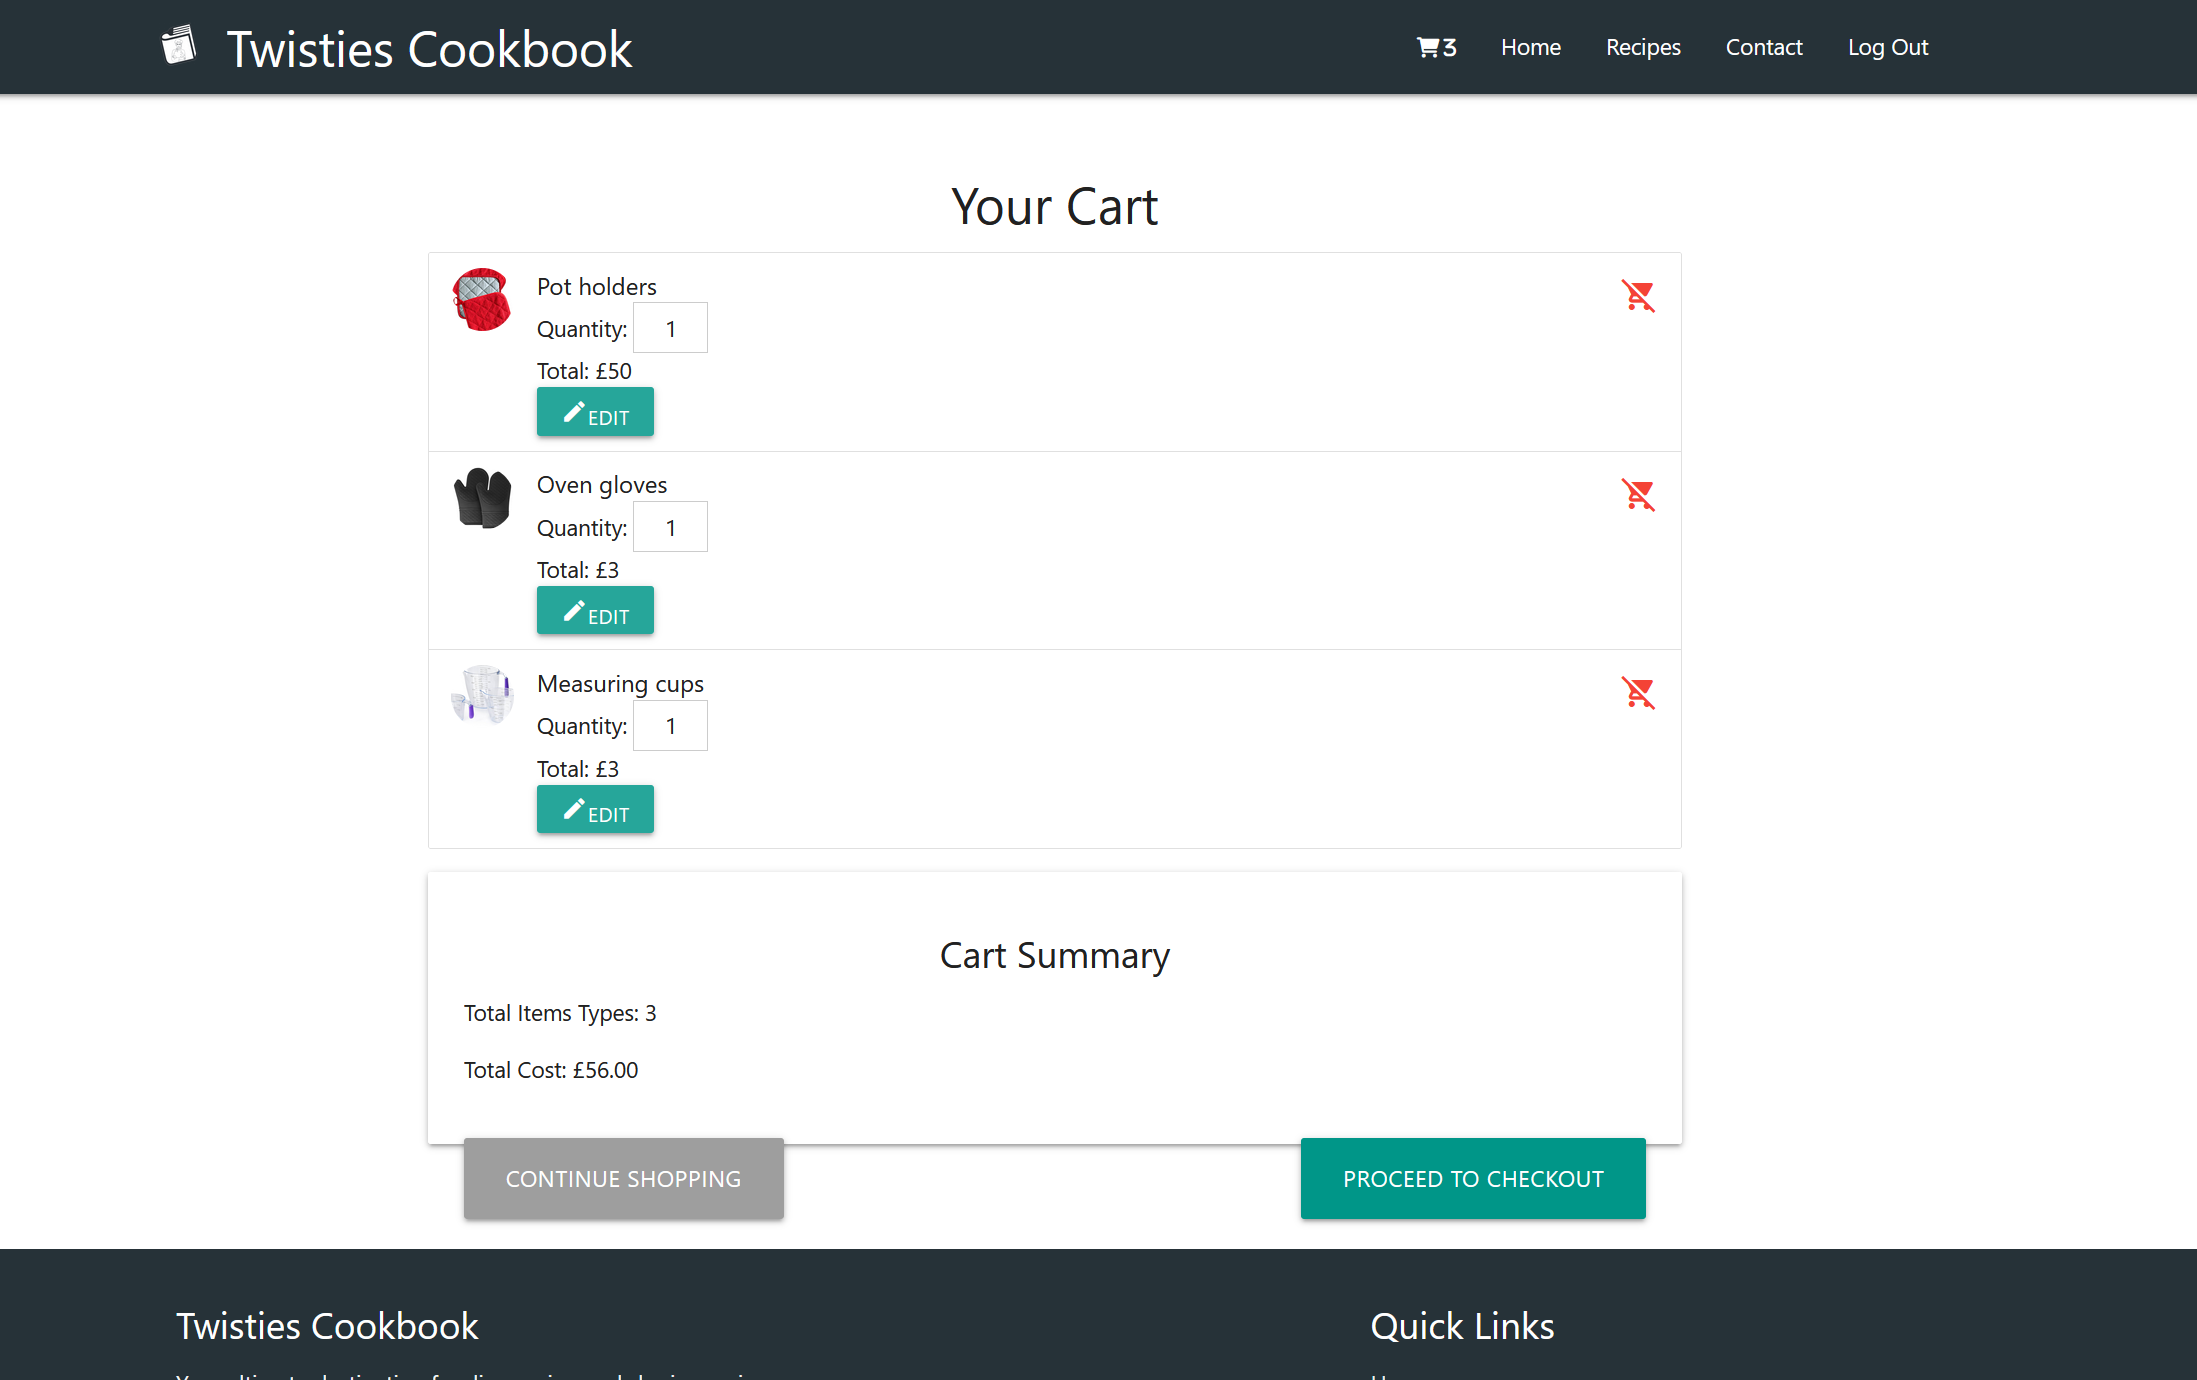 Twisties Cookbook
3 Home Recipes Contact Log Out
Your Cart
Pot holders
Quantity: 1
Total: £50
EDIT
Oven gloves
Quantity: 1
Total: £3
EDIT
Measuring cups
Quantity: 1
Total: £3
EDIT
Cart Summary
Total Items Types: 3
Total Cost: £56.00
CONTINUE SHOPPING
PROCEED TO CHECKOUT
Twisties Cookbook
Quick Links